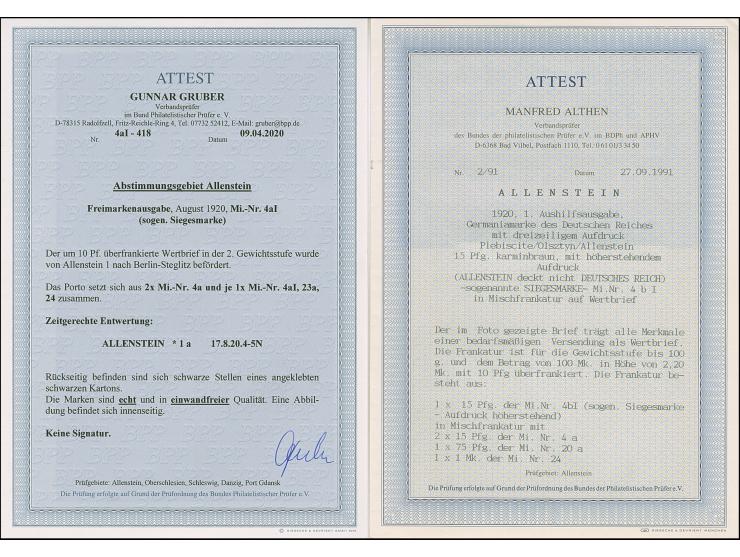 ATTEST
GUNNAR GRUBER
Verbandsprüfer
im Bund Philatelistischer Prüfer e. V.
D-78315 Radolfzell, Fritz-Reichle-Ring 4, Tel. 07732 52412, E-Mail: gruber@bpp.de
Nr. 4aI - 418 Datum 09.04.2020
Abstimmungsgebiet Allenstein
Freimarkenausgabe, August 1920, Mi.-Nr. 4aI
(sogen. Siegesmarke)
Der um 10 Pf. überfrankierte Wertbrief in der 2. Gewichtsstufe wurde
von Allenstein 1 nach Berlin-Steglitz befördert.
Das Porto setzt sich aus 2x Mi.-Nr. 4a und je 1x Mi.-Nr. 4aI, 23a,
24 zusammen.
Zeitgerechte Entwertung:
ALLENSTEIN * 1 a 17.8.20.4-5N
Rückseitig befinden sich schwarze Stellen eines angeklebten
schwarzen Kartons.
Die Marken sind echt und in einwandfreier Qualität. Eine Abbil-
dung befindet sich innenseitig.
Keine Signatur.
Prüfgebiete: Allenstein, Oberschlesien, Schleswig, Danzig, Port Gdansk
Die Prüfung erfolgte auf Grund der Prüfordnung des Bundes Philatelistischer Prüfer e.V.
ATTEST
MANFRED ALTHEN
Verbandsprüfer
des Bundes der philatelistischen Prüfer e. V. im BDPh und APHV
D-6368 Bad Vilbel, Postfach 1110, Tel. 0 61 01/3 34 50
Nr. 2/91 Datum 27.09.1991
ALLENSTEIN
1920, 1. Aushilfsausgabe,
Germaniamarke des Deutschen Reiches
mit dreizeiligem Aufdruck
Plebiscite/Olsztyn/Allenstein
15 Pfg. karminbraun, mit höherstehendem
Aufdruck
(ALLENSTEIN deckt nicht DEUTSCHES REICH)
-sogenannte SIEGESMARKE- Mi.Nr. 4 b I
in Mischfrankatur auf Wertbrief
Der im Foto gezeigte Brief trägt alle Merkmale
einer bedarfsmäßigen Versendung als Wertbrief.
Die Frankatur ist für die Gewichtsstufe bis 100
g. und dem Betrag von 100 Mk. in Höhe von 2,20
Mk. mit 10 Pfg überfrankiert. Die Frankatur be-
steht aus:
1 x 15 Pfg. der Mi.Nr. 4bI (sogen. Siegesmarke
- Aufdruck höherstehend)
in Mischfrankatur mit
2 x 15 Pfg. der Mi. Nr. 4 a
1 x 75 Pfg. der Mi. Nr. 20 a
1 x 1 Mk. der Mi. Nr. 24
Prüfgebiet: Allenstein
Die Prüfung erfolgte auf Grund der Prüfordnung des Bundes der Philatelistischen Prüfer e. V.
GIESECKE & DEVRIENT MÜNCHEN